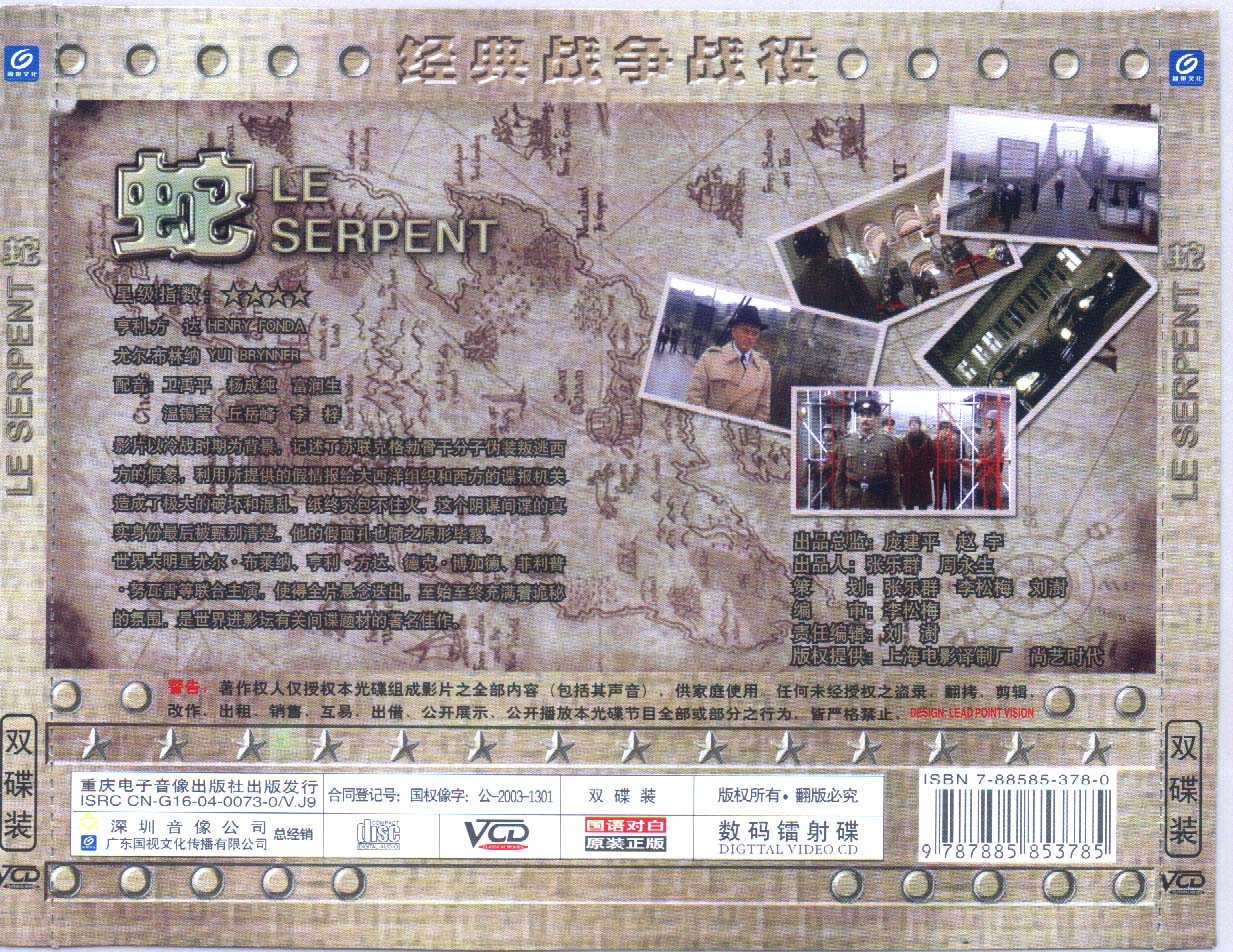 经典战争战役
國視文化
國視文化
蛇
LE
SERPENT
星级指数：☆☆☆☆
亨利.方 达 HENRY FONDA
尤尔.布林纳 YUI BRYNNER
配音：卫禹平 杨成纯 富润生
温锦莹 丘岳峰 李 梓
影片以冷战时期为背景，记述了苏联克格勃骨干分子伪装叛逃西
方的假象，利用所提供的假情报给大西洋组织和西方的谍报机关
造成了极大的破坏和混乱，纸终究包不住火，这个阴谋间谍的真
实身份最后被甄别清楚，他的假面孔也随之原形毕露。
世界大明星尤尔·布莱纳、亨利·方达、德克·博加德、菲利普
·努瓦雷等联合主演，使得全片悬念迭出，至始至终充满着诡秘
的氛围，是世界进影坛有关间谍题材的著名佳作。
出品总监：庞建平 赵 宇
出品人：张乐群 周永生
策 划：张乐群 李松梅 刘澍
编 审：李松梅
责任编辑：刘 澍
版权提供：上海电影译制厂 尚艺时代
警告：著作权人仅授权本光碟组成影片之全部内容（包括其声音），供家庭使用。任何未经授权之盗录、翻拷、剪辑，
改作、出租、销售、互易、出借、公开展示、公开播放本光碟节目全部或部分之行为，皆严格禁止。DESIGN: LEAD POINT VISION
重庆电子音像出版社出版发行
ISRC CN-G16-04-0073-0/V.J9
合同登记号：国权像字：公-2003-1301
双 碟 装
版权所有·翻版必究
深圳音像公司
广东国视文化传播有限公司
总经销
COMPACT
disc
DIGITAL AUDIO
VCD
CLASSICAL MOVIES
国语对白
原装正版
数码镭射碟
DIGTTAL VIDEO CD
ISBN 7-88585-378-0
9 787885 853785
LE SERPENT 蛇
双碟装
VCD
LE SERPENT 蛇
双碟装
VCD